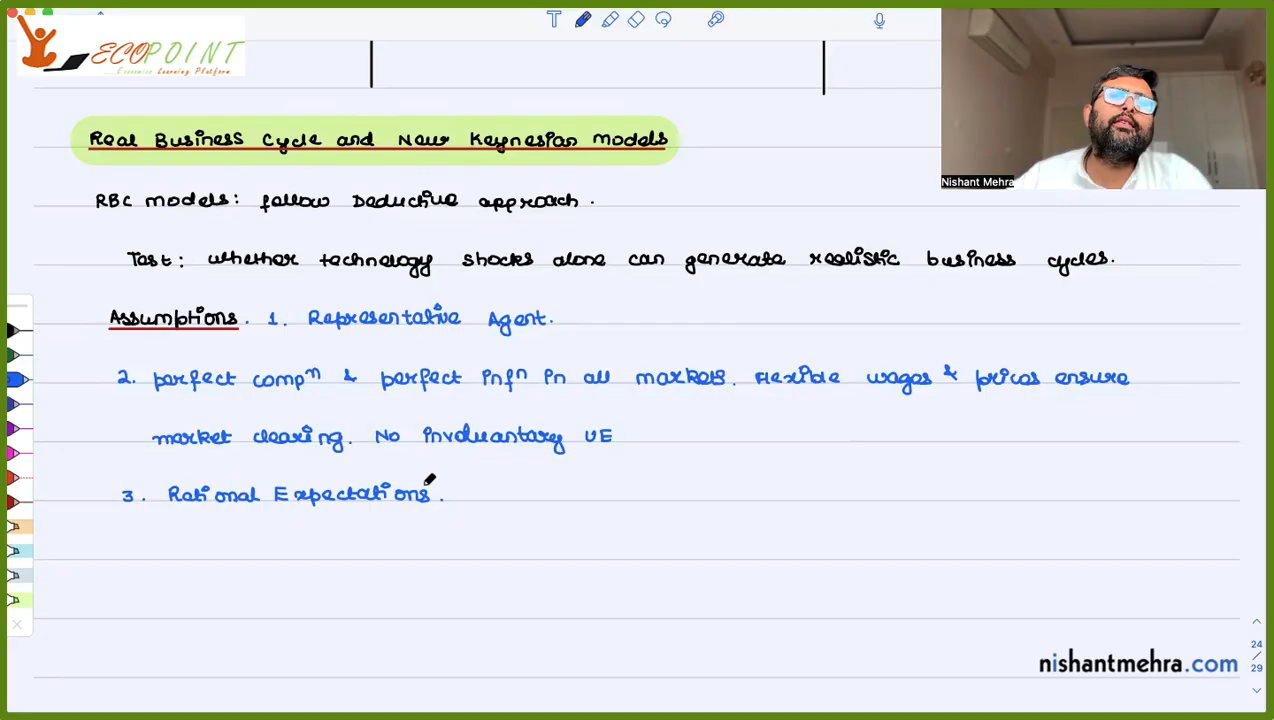 ECOPOINT
Economics Learning Platform
Nishant Mehra
Real Business Cycle and New Keynesian Models
RBC models: follow Deductive approach.
Test: whether technology shocks alone can generate realistic business cycles.
Assumptions. 1. Representative Agent.
2. perfect compⁿ & perfect infⁿ in all markets. Flexible wages & prices ensure
market clearing. No involuantary UE
3. Rational Expectations.
24
29
nishantmehra.com